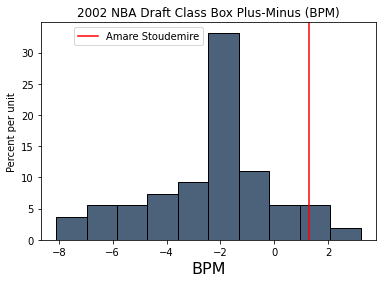 2002 NBA Draft Class Box Plus-Minus (BPM)
Amare Stoudemire
Percent per unit
30
25
20
15
10
5
0
−8 −6 −4 −2 0 2
BPM